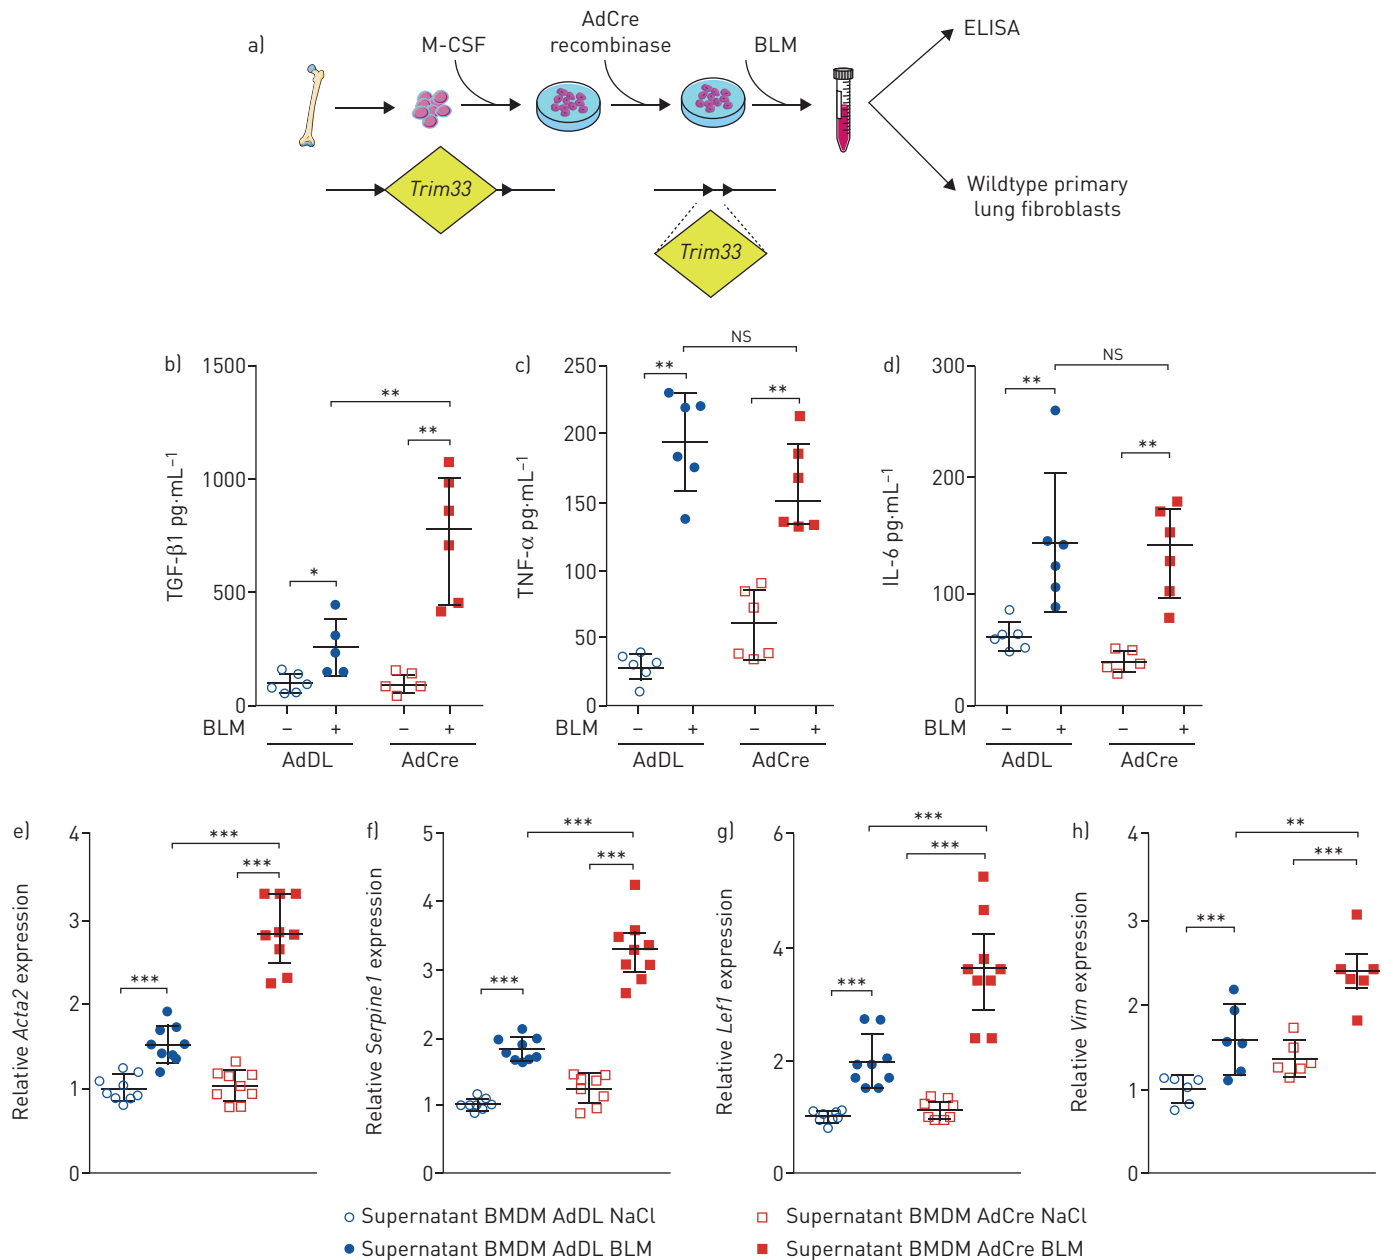 a)
M-CSF
AdCre
recombinase
BLM
ELISA
Wildtype primary
lung fibroblasts
Trim33
Trim33
b)
TGF-β1 pg·mL⁻¹
1500
1000
500
0
*
**
**
BLM
– + – +
AdDL AdCre
c)
TNF-α pg·mL⁻¹
250
200
150
100
50
0
**
**
NS
– + – +
AdDL AdCre
d)
IL-6 pg·mL⁻¹
300
200
100
0
**
**
NS
BLM
– + – +
AdDL AdCre
e)
Relative Acta2 expression
4
3
2
1
0
***
***
***
f)
Relative Serpine1 expression
5
4
3
2
1
0
***
***
***
g)
Relative Lef1 expression
6
4
2
0
***
***
***
h)
Relative Vim expression
4
3
2
1
0
***
***
**
Supernatant BMDM AdDL NaCl
Supernatant BMDM AdDL BLM
Supernatant BMDM AdCre NaCl
Supernatant BMDM AdCre BLM